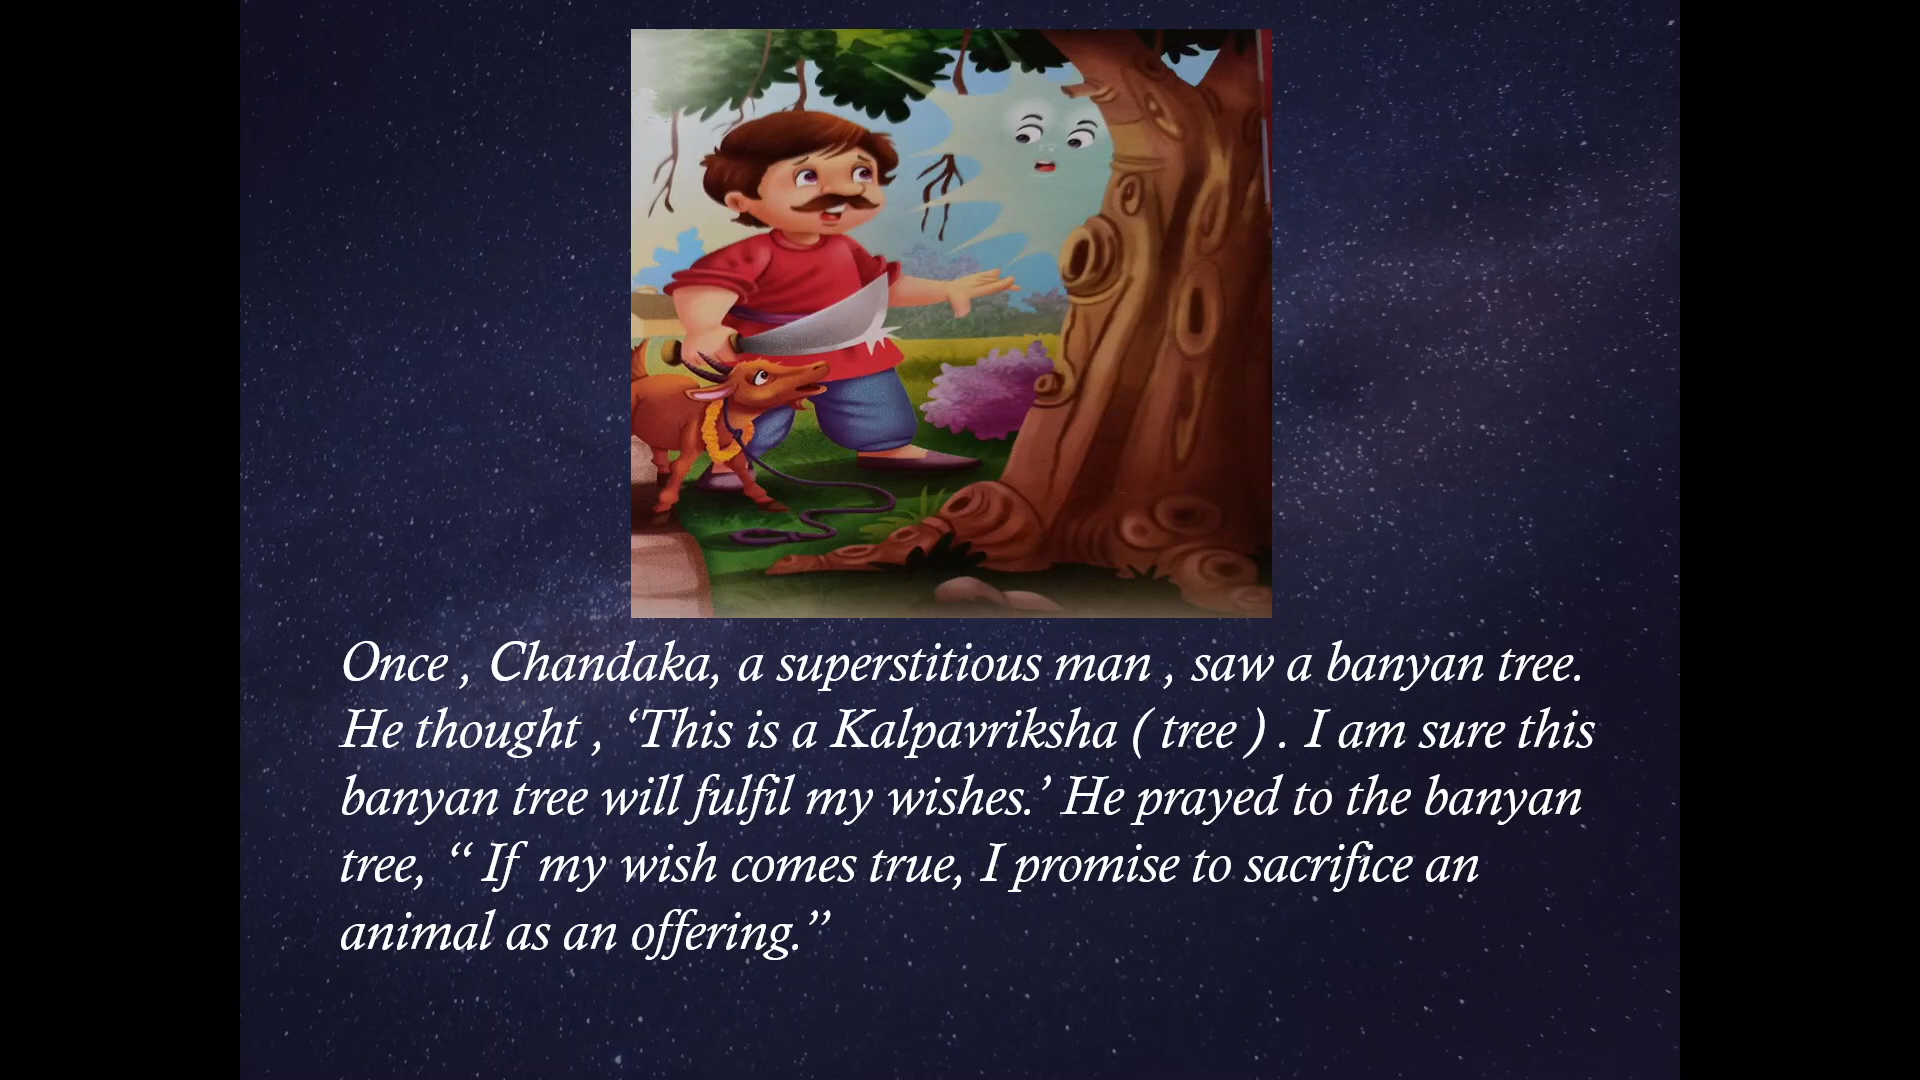 Once , Chandaka, a superstitious man , saw a banyan tree.
He thought , ‘This is a Kalpavriksha ( tree ) . I am sure this
banyan tree will fulfil my wishes.’ He prayed to the banyan
tree, “ If  my wish comes true, I promise to sacrifice an
animal as an offering.”